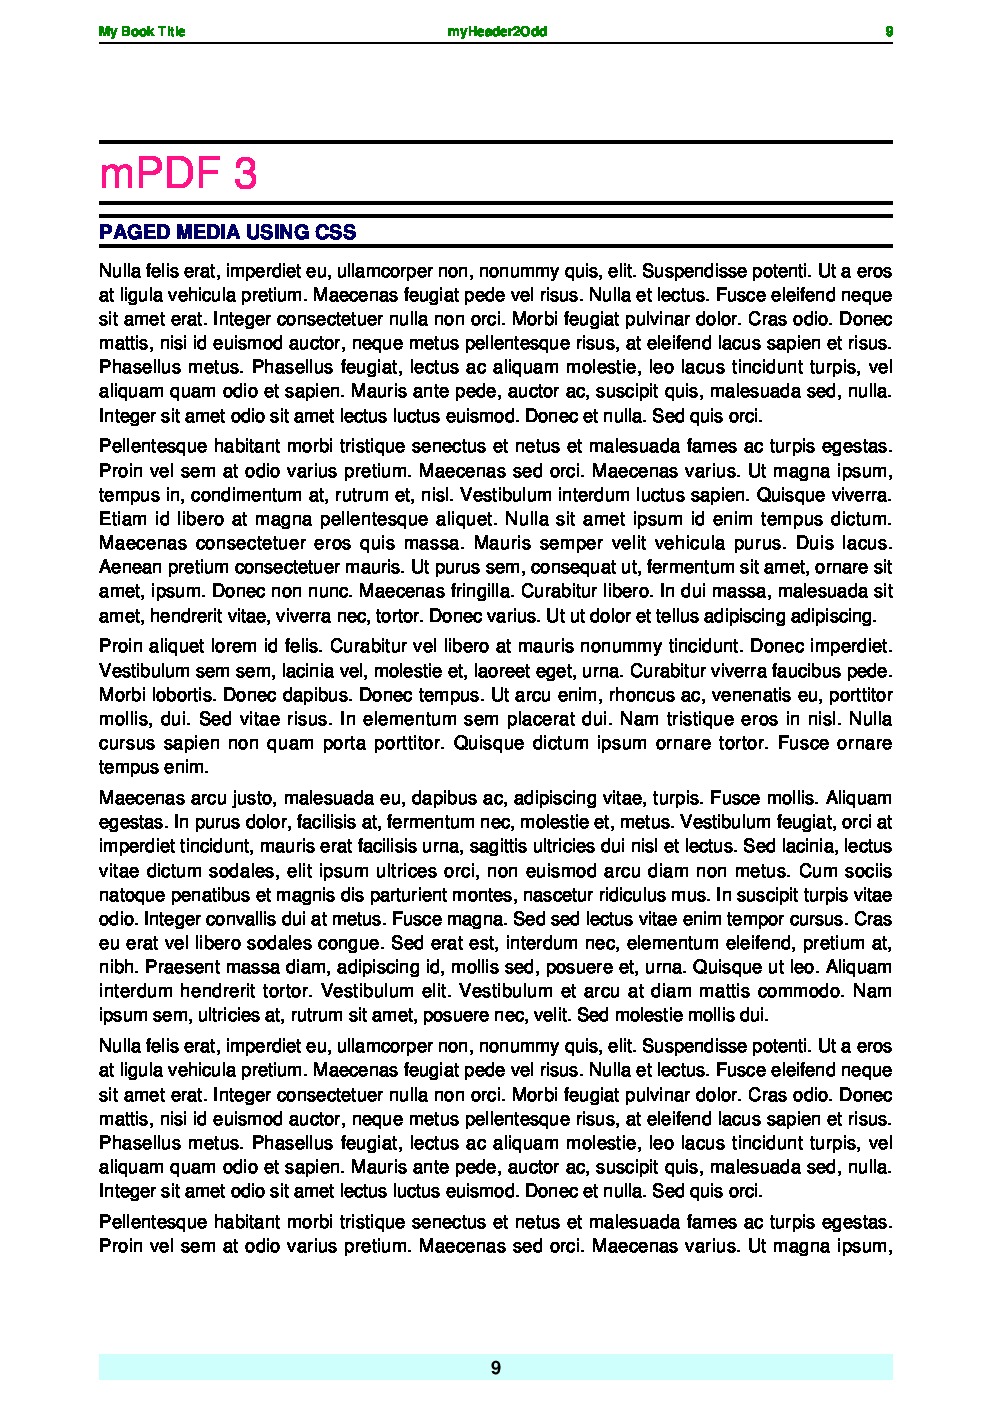 My Book Title myHeader2Odd 9
mPDF 3
PAGED MEDIA USING CSS
Nulla felis erat, imperdiet eu, ullamcorper non, nonummy quis, elit. Suspendisse potenti. Ut a eros
at ligula vehicula pretium. Maecenas feugiat pede vel risus. Nulla et lectus. Fusce eleifend neque
sit amet erat. Integer consectetuer nulla non orci. Morbi feugiat pulvinar dolor. Cras odio. Donec
mattis, nisi id euismod auctor, neque metus pellentesque risus, at eleifend lacus sapien et risus.
Phasellus metus. Phasellus feugiat, lectus ac aliquam molestie, leo lacus tincidunt turpis, vel
aliquam quam odio et sapien. Mauris ante pede, auctor ac, suscipit quis, malesuada sed, nulla.
Integer sit amet odio sit amet lectus luctus euismod. Donec et nulla. Sed quis orci.
Pellentesque habitant morbi tristique senectus et netus et malesuada fames ac turpis egestas.
Proin vel sem at odio varius pretium. Maecenas sed orci. Maecenas varius. Ut magna ipsum,
tempus in, condimentum at, rutrum et, nisl. Vestibulum interdum luctus sapien. Quisque viverra.
Etiam id libero at magna pellentesque aliquet. Nulla sit amet ipsum id enim tempus dictum.
Maecenas consectetuer eros quis massa. Mauris semper velit vehicula purus. Duis lacus.
Aenean pretium consectetuer mauris. Ut purus sem, consequat ut, fermentum sit amet, ornare sit
amet, ipsum. Donec non nunc. Maecenas fringilla. Curabitur libero. In dui massa, malesuada sit
amet, hendrerit vitae, viverra nec, tortor. Donec varius. Ut ut dolor et tellus adipiscing adipiscing.
Proin aliquet lorem id felis. Curabitur vel libero at mauris nonummy tincidunt. Donec imperdiet.
Vestibulum sem sem, lacinia vel, molestie et, laoreet eget, urna. Curabitur viverra faucibus pede.
Morbi lobortis. Donec dapibus. Donec tempus. Ut arcu enim, rhoncus ac, venenatis eu, porttitor
mollis, dui. Sed vitae risus. In elementum sem placerat dui. Nam tristique eros in nisl. Nulla
cursus sapien non quam porta porttitor. Quisque dictum ipsum ornare tortor. Fusce ornare
tempus enim.
Maecenas arcu justo, malesuada eu, dapibus ac, adipiscing vitae, turpis. Fusce mollis. Aliquam
egestas. In purus dolor, facilisis at, fermentum nec, molestie et, metus. Vestibulum feugiat, orci at
imperdiet tincidunt, mauris erat facilisis urna, sagittis ultricies dui nisl et lectus. Sed lacinia, lectus
vitae dictum sodales, elit ipsum ultrices orci, non euismod arcu diam non metus. Cum sociis
natoque penatibus et magnis dis parturient montes, nascetur ridiculus mus. In suscipit turpis vitae
odio. Integer convallis dui at metus. Fusce magna. Sed sed lectus vitae enim tempor cursus. Cras
eu erat vel libero sodales congue. Sed erat est, interdum nec, elementum eleifend, pretium at,
nibh. Praesent massa diam, adipiscing id, mollis sed, posuere et, urna. Quisque ut leo. Aliquam
interdum hendrerit tortor. Vestibulum elit. Vestibulum et arcu at diam mattis commodo. Nam
ipsum sem, ultricies at, rutrum sit amet, posuere nec, velit. Sed molestie mollis dui.
Nulla felis erat, imperdiet eu, ullamcorper non, nonummy quis, elit. Suspendisse potenti. Ut a eros
at ligula vehicula pretium. Maecenas feugiat pede vel risus. Nulla et lectus. Fusce eleifend neque
sit amet erat. Integer consectetuer nulla non orci. Morbi feugiat pulvinar dolor. Cras odio. Donec
mattis, nisi id euismod auctor, neque metus pellentesque risus, at eleifend lacus sapien et risus.
Phasellus metus. Phasellus feugiat, lectus ac aliquam molestie, leo lacus tincidunt turpis, vel
aliquam quam odio et sapien. Mauris ante pede, auctor ac, suscipit quis, malesuada sed, nulla.
Integer sit amet odio sit amet lectus luctus euismod. Donec et nulla. Sed quis orci.
Pellentesque habitant morbi tristique senectus et netus et malesuada fames ac turpis egestas.
Proin vel sem at odio varius pretium. Maecenas sed orci. Maecenas varius. Ut magna ipsum,
9